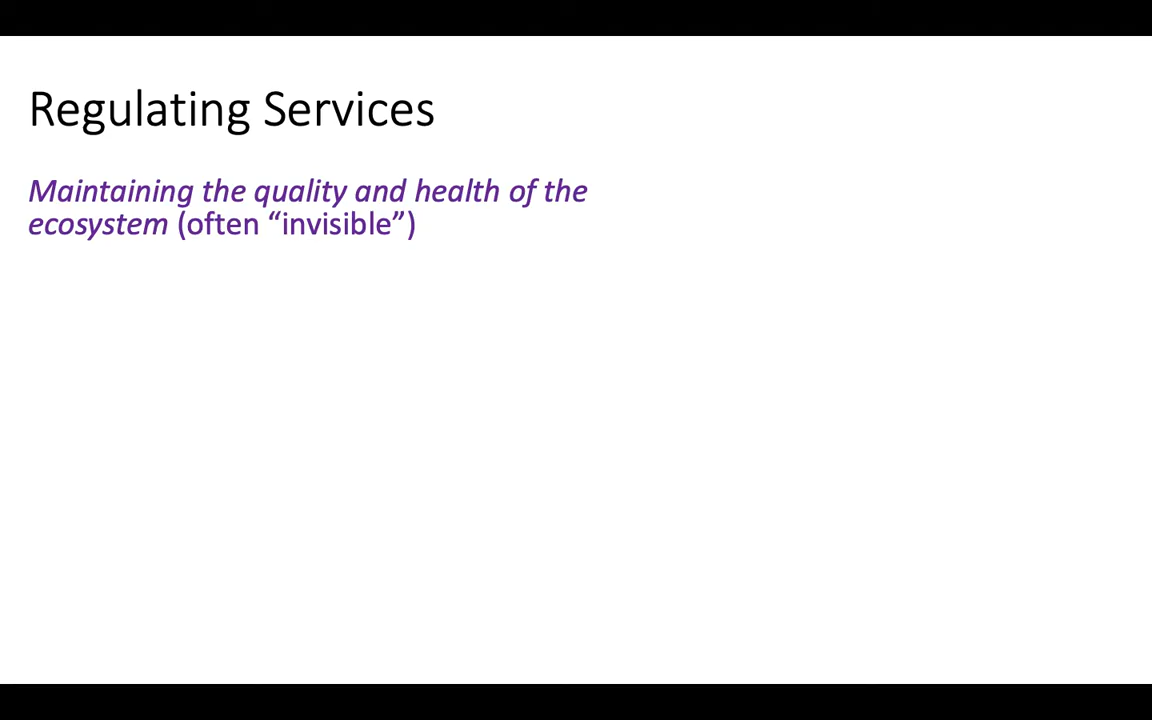 Regulating Services
Maintaining the quality and health of the
ecosystem (often “invisible”)